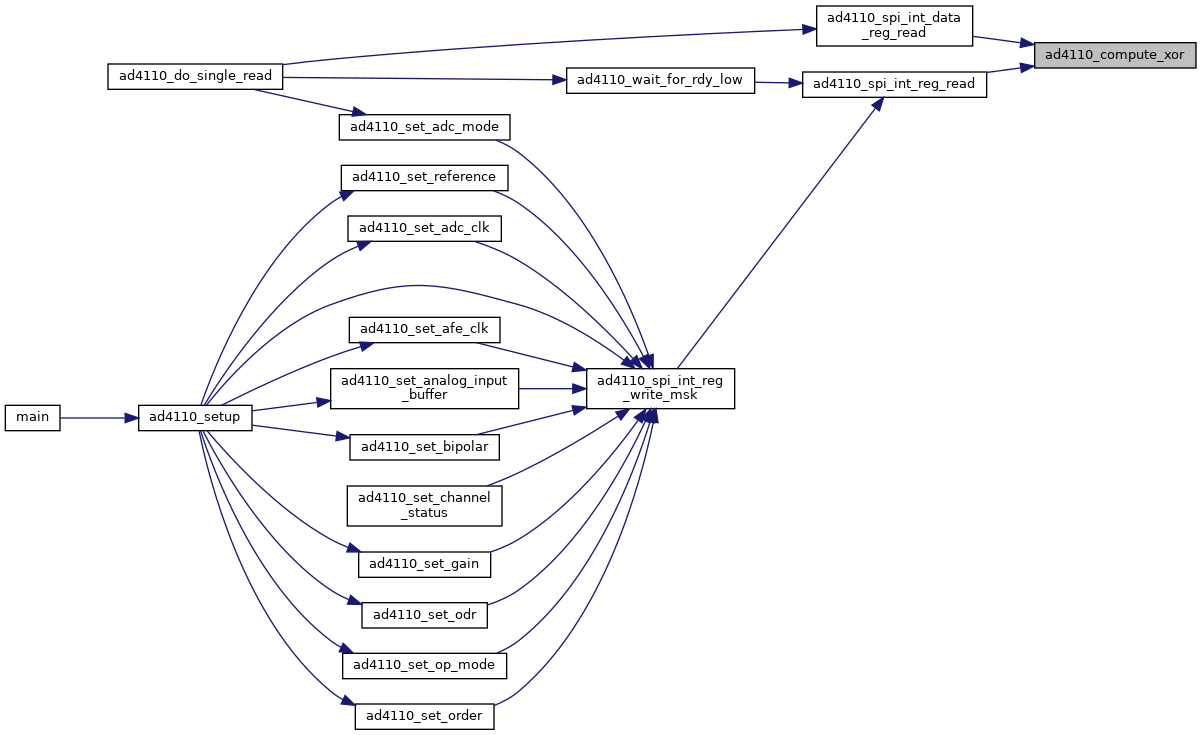 ad4110_spi_int_data
_reg_read
ad4110_compute_xor
ad4110_do_single_read
ad4110_wait_for_rdy_low
ad4110_spi_int_reg_read
ad4110_set_adc_mode
ad4110_set_reference
ad4110_set_adc_clk
ad4110_set_afe_clk
ad4110_set_analog_input
_buffer
ad4110_spi_int_reg
_write_msk
main
ad4110_setup
ad4110_set_bipolar
ad4110_set_channel
_status
ad4110_set_gain
ad4110_set_odr
ad4110_set_op_mode
ad4110_set_order